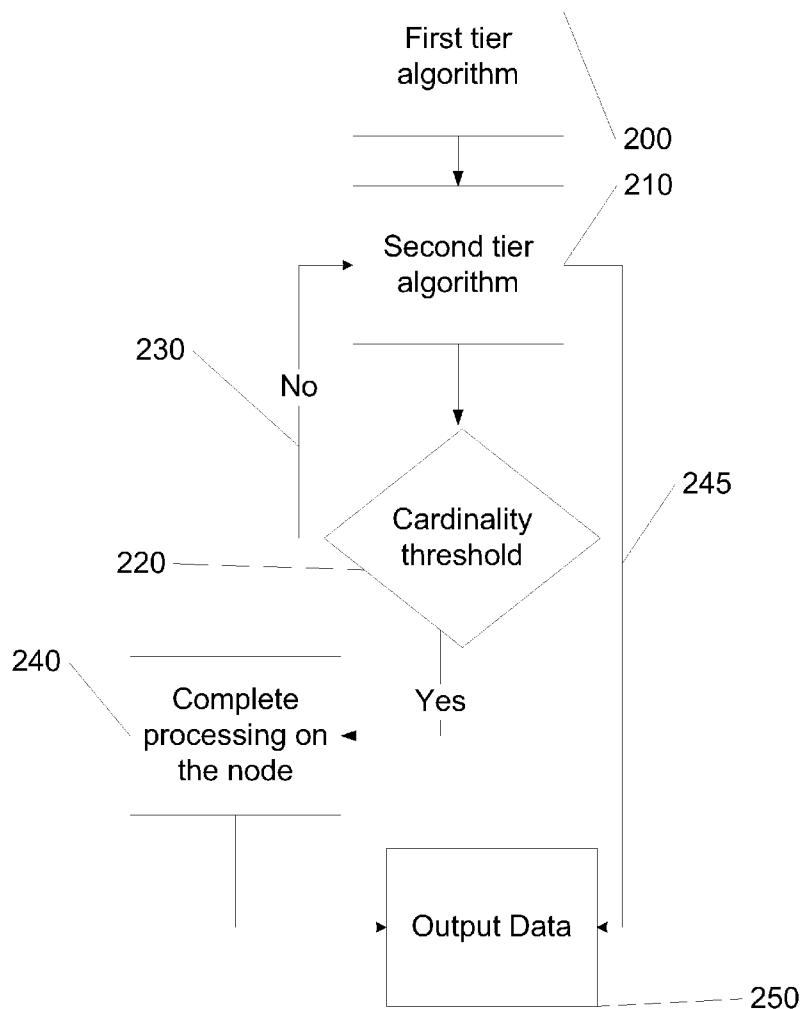 First tier
algorithm
200
210
Second tier
algorithm
230
No
245
Cardinality
threshold
220
240
Yes
Complete
processing on
the node
Output Data
250